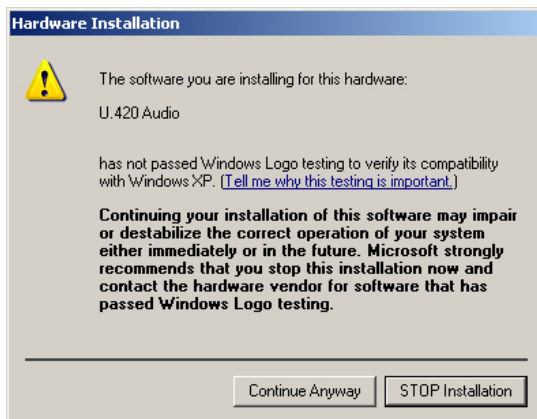 Hardware Installation
The software you are installing for this hardware:
U.420 Audio
has not passed Windows Logo testing to verify its compatibility
with Windows XP. (Tell me why this testing is important.)
Continuing your installation of this software may impair
or destabilize the correct operation of your system
either immediately or in the future. Microsoft strongly
recommends that you stop this installation now and
contact the hardware vendor for software that has
passed Windows Logo testing.
Continue Anyway STOP Installation